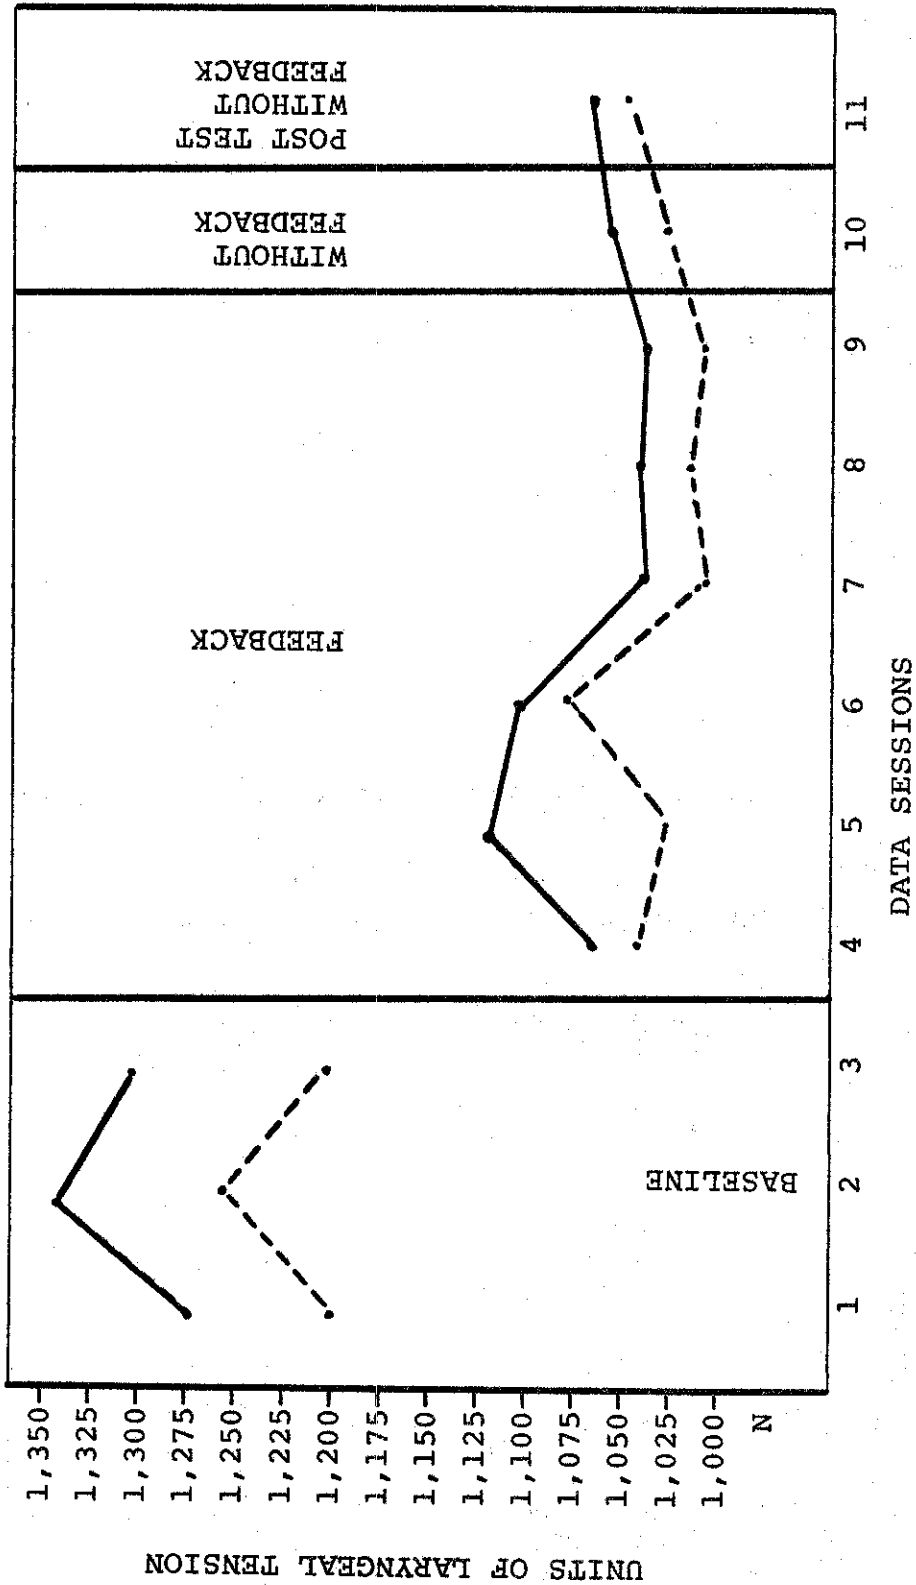 UNITS OF LARYNGEAL TENSION
1,350
1,325
1,300
1,275
1,250
1,200
1,175
1,150
1,125
1,100
1,075
1,050
1,025
1,000
N
BASELINE
FEEDBACK
WITHOUT
FEEDBACK
POST TEST
WITHOUT
FEEDBACK
1 2 3 4 5 6 7 8 9 10 11
DATA SESSIONS